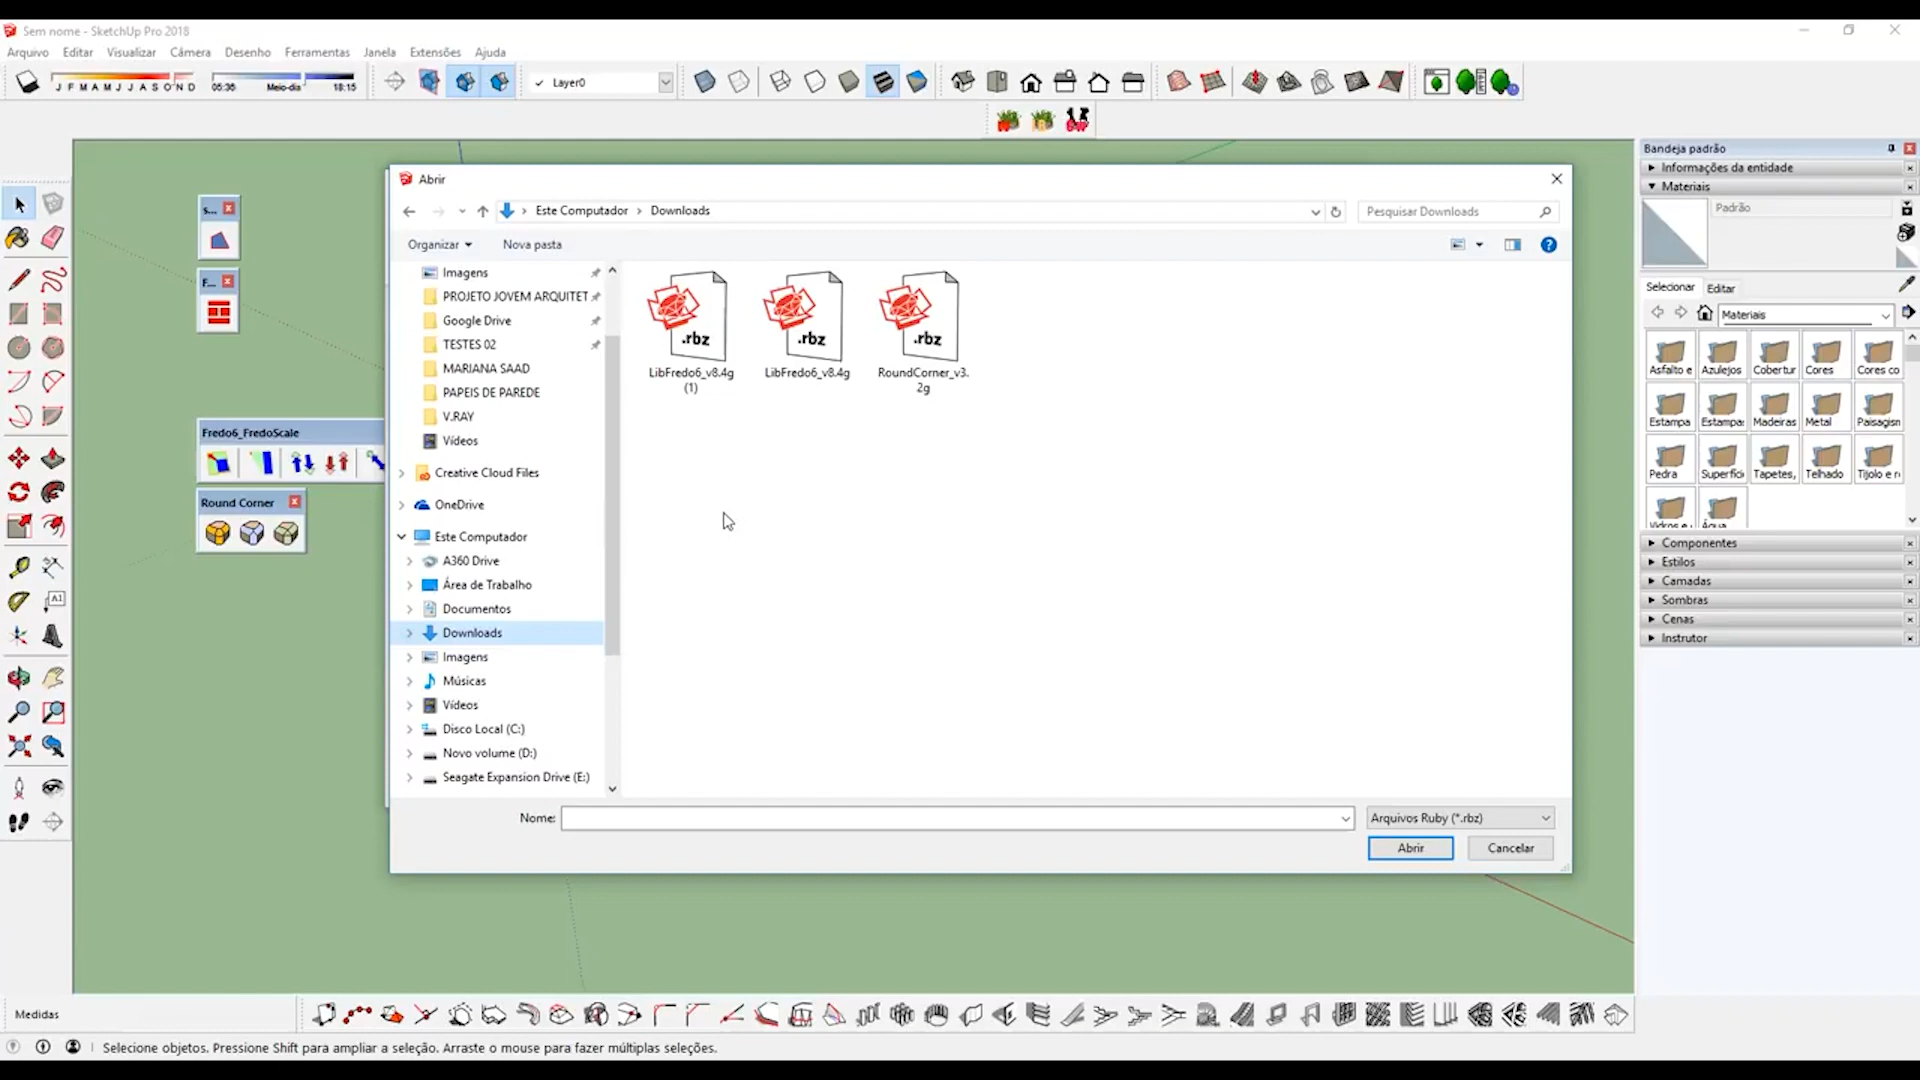 Sem nome - SketchUp Pro 2018
Arquivo Editar Visualizar Câmera Desenho Ferramentas Janela Extensões Ajuda
J F M A M J J A S O N D 05:36 Meio-dia 18:15
Layer0
Bandeja padrão
Informações da entidade
Materiais
Padrão
Selecionar Editar
Materiais
Asfalto e Azulejos Cobertur Cores Cores co
Estampa Estampa Madeiras Metal Paisagism
Pedra Superfíci Tapetes, Telhado Tijolo e r
Vidros e Água
Componentes
Estilos
Camadas
Sombras
Cenas
Instrutor
s...
F...
Fredo6_FredoScale
Round Corner
Abrir
Este Computador Downloads
Pesquisar Downloads
Organizar Nova pasta
Imagens
PROJETO JOVEM ARQUITET
Google Drive
TESTES 02
MARIANA SAAD
PAPEIS DE PAREDE
V.RAY
Vídeos
Creative Cloud Files
OneDrive
Este Computador
A360 Drive
Área de Trabalho
Documentos
Downloads
Imagens
Músicas
Vídeos
Disco Local (C:)
Novo volume (D:)
Seagate Expansion Drive (E:)
.rbz .rbz .rbz
LibFredo6_v8.4g
(1)
LibFredo6_v8.4g
RoundCorner_v3.
2g
Nome:
Arquivos Ruby (*.rbz)
Abrir Cancelar
A1
Medidas
Selecione objetos. Pressione Shift para ampliar a seleção. Arraste o mouse para fazer múltiplas seleções.